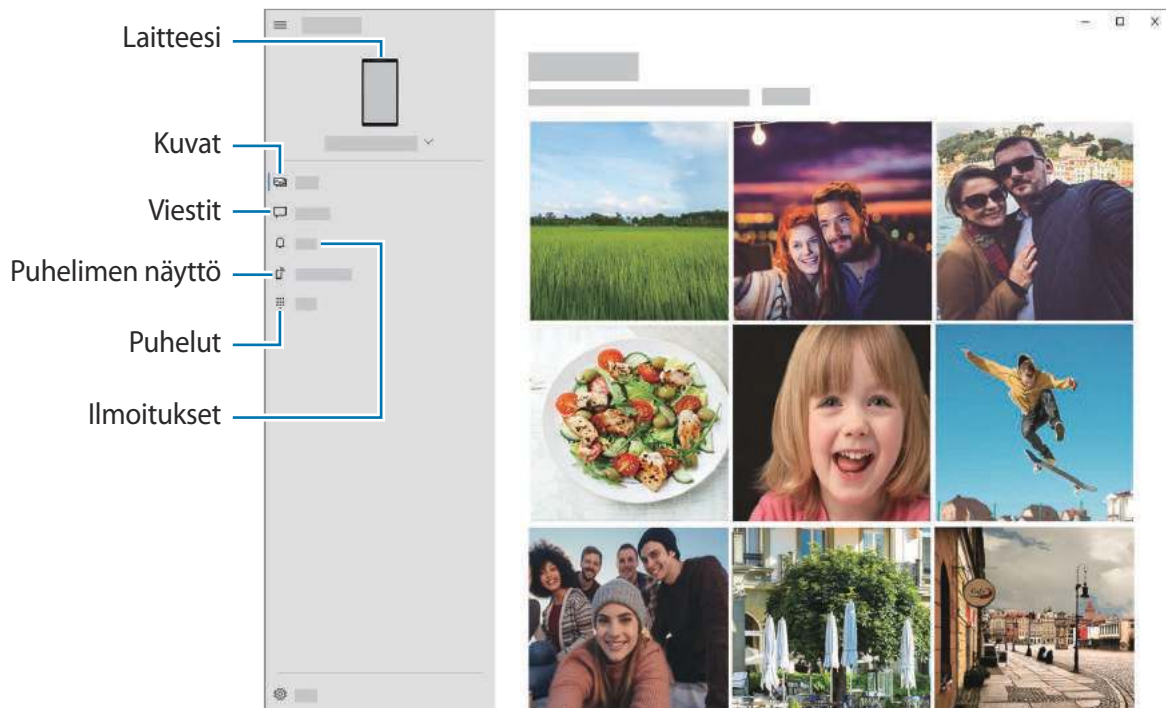 Laitteesi
Kuvat
Viestit
Puhelimen näyttö
Puhelut
Ilmoitukset